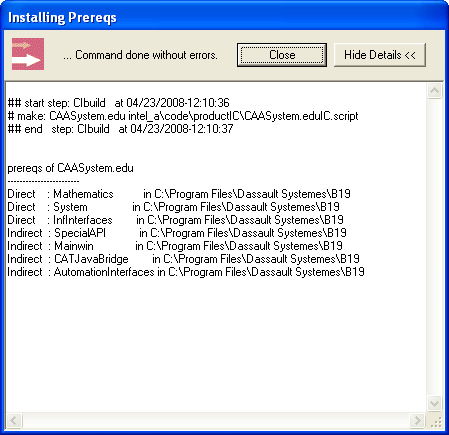 Installing Prereqs
... Command done without errors.
Close
Hide Details <<
## start step: CIbuild at 04/23/2008-12:10:36
# make: CAASystem.edu intel_a\code\productIC\CAASystem.eduIC.script
## end step: CIbuild at 04/23/2008-12:10:37
prereqs of CAASystem.edu
------------------------
Direct : Mathematics in C:\Program Files\Dassault Systemes\B19
Direct : System in C:\Program Files\Dassault Systemes\B19
Direct : InfInterfaces in C:\Program Files\Dassault Systemes\B19
Indirect : SpecialAPI in C:\Program Files\Dassault Systemes\B19
Indirect : Mainwin in C:\Program Files\Dassault Systemes\B19
Indirect : CATJavaBridge in C:\Program Files\Dassault Systemes\B19
Indirect : AutomationInterfaces in C:\Program Files\Dassault Systemes\B19